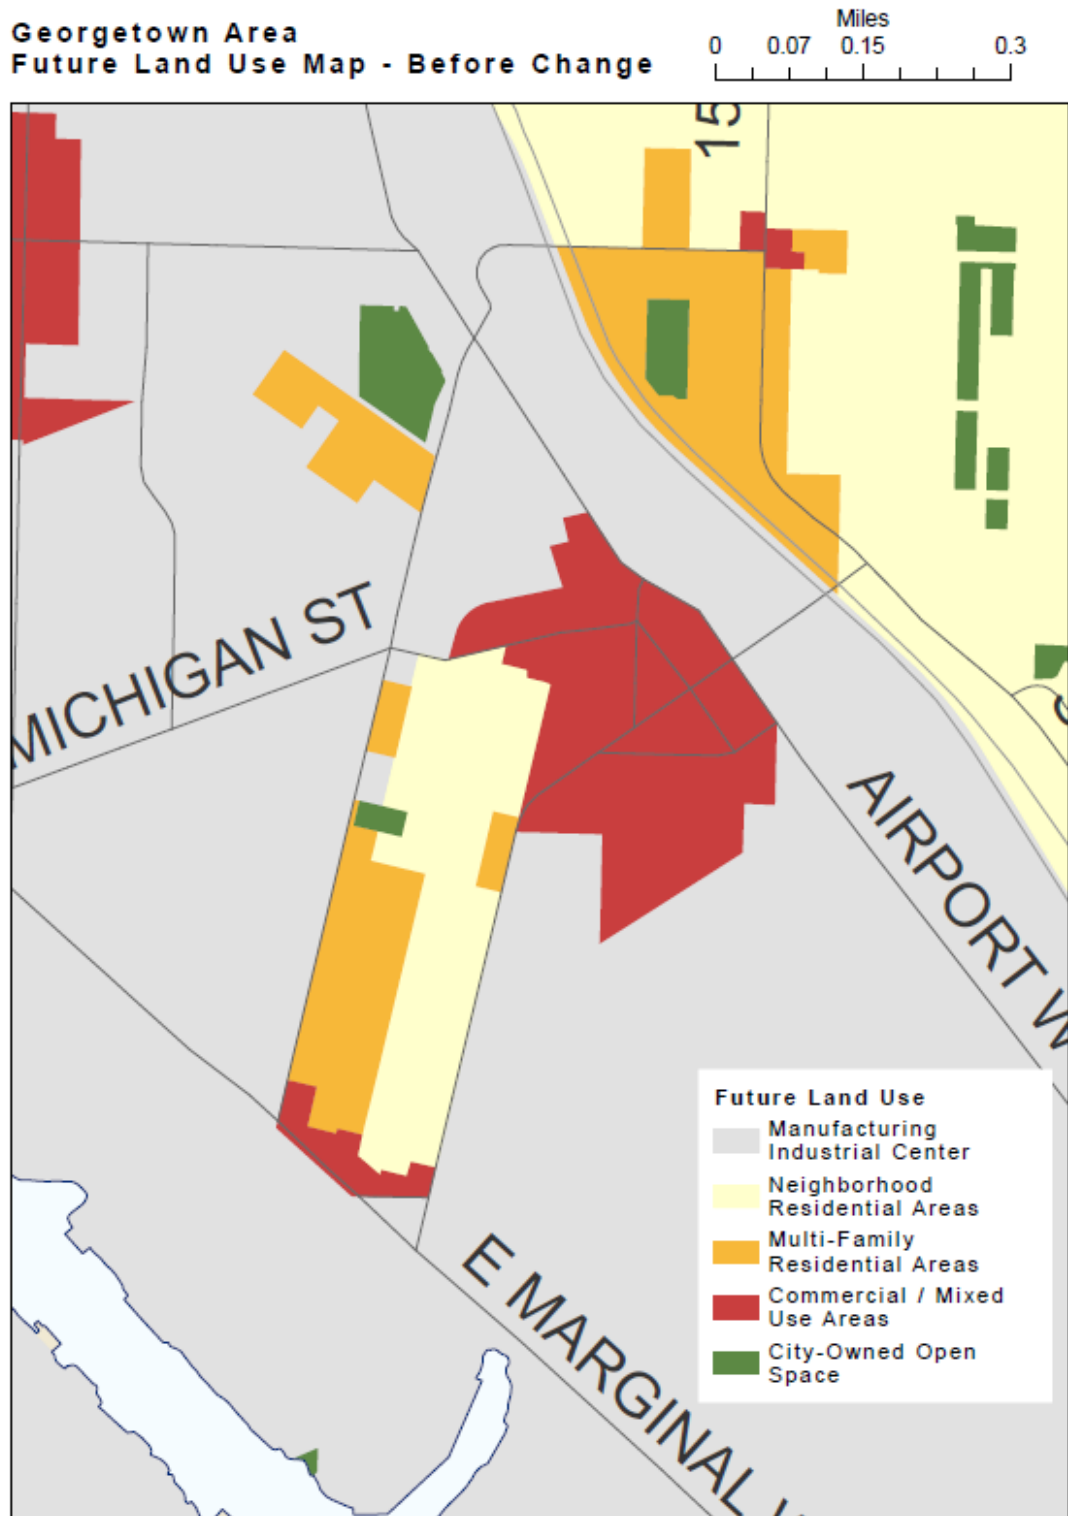 Georgetown Area
Future Land Use Map - Before Change
Miles
0 0.07 0.15 0.3
15
MICHIGAN ST
AIRPORT W
E MARGINAL
Future Land Use
Manufacturing
Industrial Center
Neighborhood
Residential Areas
Multi-Family
Residential Areas
Commercial / Mixed
Use Areas
City-Owned Open
Space